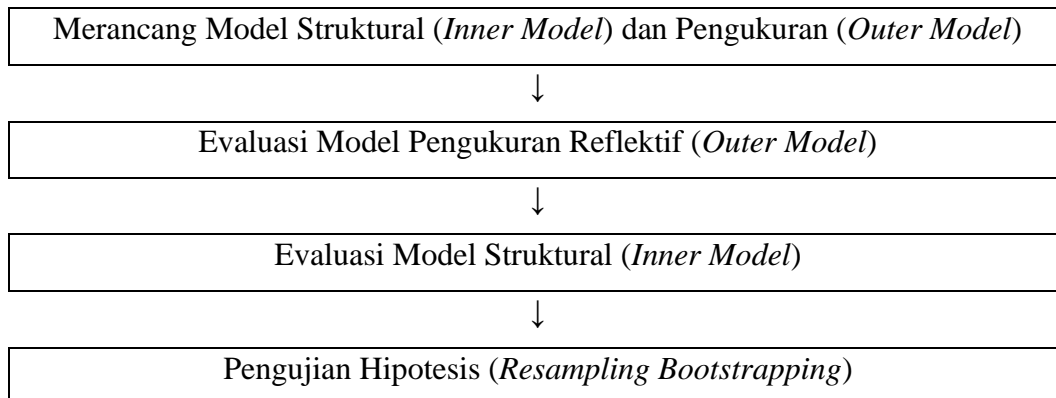 Merancang Model Struktural (Inner Model) dan Pengukuran (Outer Model)
↓
Evaluasi Model Pengukuran Reflektif (Outer Model)
↓
Evaluasi Model Struktural (Inner Model)
↓
Pengujian Hipotesis (Resampling Bootstrapping)